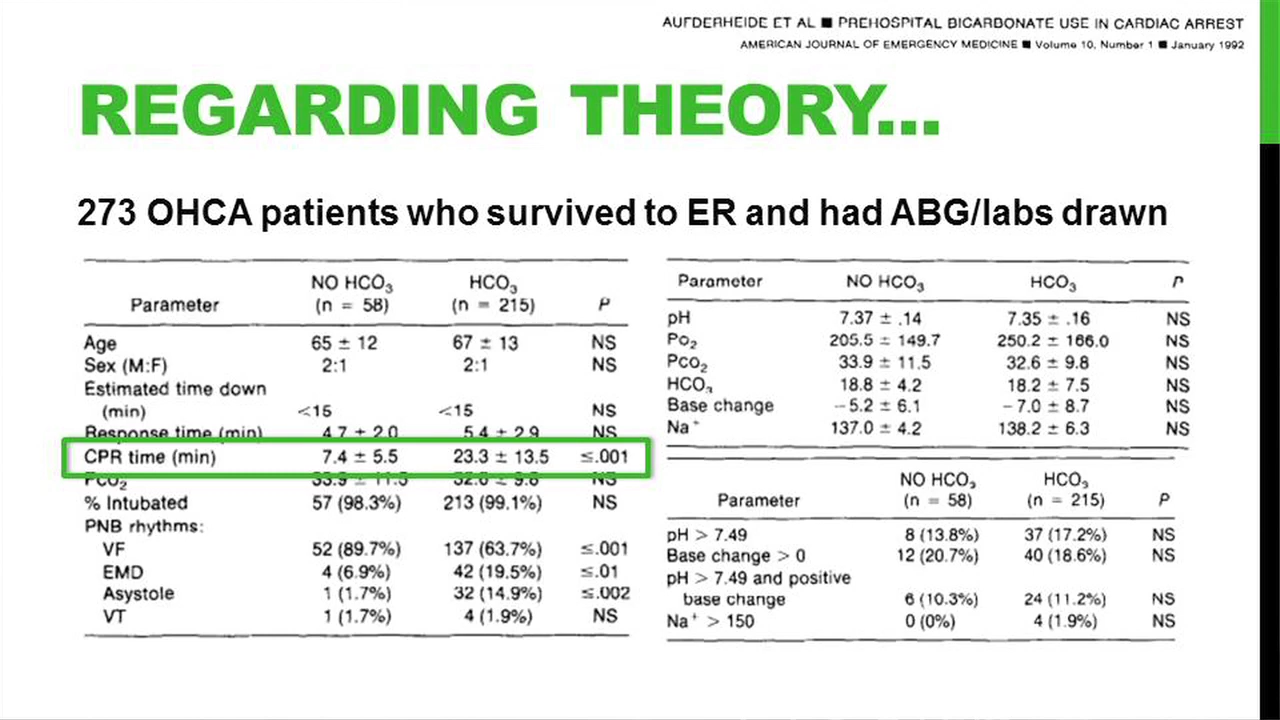 AUFDERHEIDE ET AL ■ PREHOSPITAL BICARBONATE USE IN CARDIAC ARREST
AMERICAN JOURNAL OF EMERGENCY MEDICINE ■ Volume 10, Number 1 ■ January 1992
REGARDING THEORY...
273 OHCA patients who survived to ER and had ABG/labs drawn
Parameter NO HCO₃ (n = 58) HCO₃ (n = 215) P
Age 65 ± 12 67 ± 13 NS
Sex (M:F) 2:1 2:1 NS
Estimated time down
(min) <15 <15 NS
Response time (min) 4.7 ± 2.0 5.4 ± 2.9 NS
CPR time (min) 7.4 ± 5.5 23.3 ± 13.5 ≤.001
PCO₂ 33.9 ± 11.5 32.6 ± 9.8 NS
% Intubated 57 (98.3%) 213 (99.1%) NS
PNB rhythms:
VF 52 (89.7%) 137 (63.7%) ≤.001
EMD 4 (6.9%) 42 (19.5%) ≤.01
Asystole 1 (1.7%) 32 (14.9%) ≤.002
VT 1 (1.7%) 4 (1.9%) NS
Parameter NO HCO₃ HCO₃ P
pH 7.37 ± .14 7.35 ± .16 NS
Po₂ 205.5 ± 149.7 250.2 ± 166.0 NS
Pco₂ 33.9 ± 11.5 32.6 ± 9.8 NS
HCO₃ 18.8 ± 4.2 18.2 ± 7.5 NS
Base change −5.2 ± 6.1 −7.0 ± 8.7 NS
Na⁺ 137.0 ± 4.2 138.2 ± 6.3 NS
Parameter NO HCO₃ (n = 58) HCO₃ (n = 215) P
pH > 7.49 8 (13.8%) 37 (17.2%) NS
Base change > 0 12 (20.7%) 40 (18.6%) NS
pH > 7.49 and positive
base change 6 (10.3%) 24 (11.2%) NS
Na⁺ > 150 0 (0%) 4 (1.9%) NS